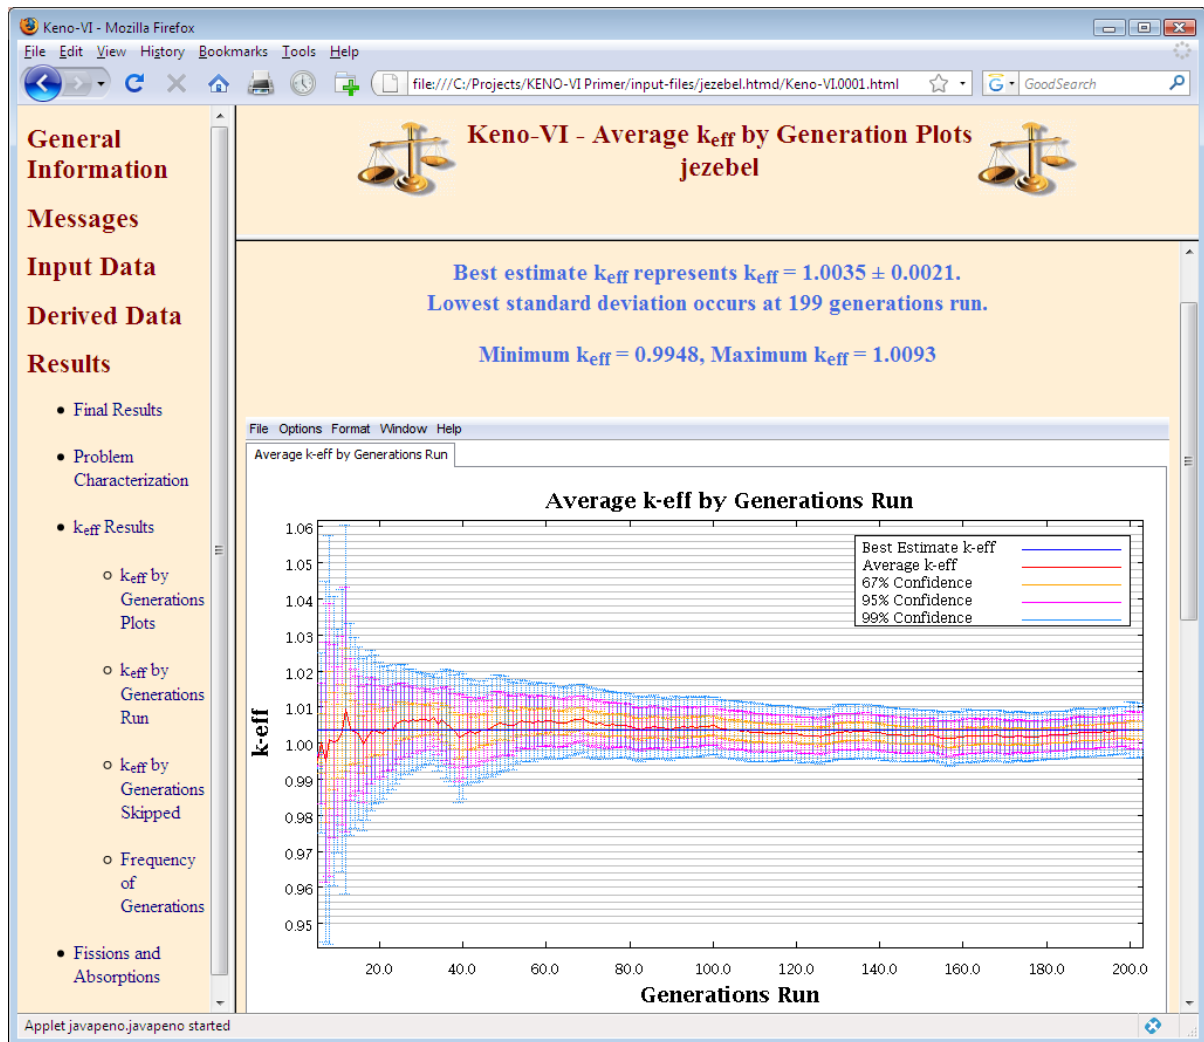 Keno-VI - Mozilla Firefox
File Edit View History Bookmarks Tools Help
file:///C:/Projects/KENO-VI Primer/input-files/jezebel.htmd/Keno-VI.0001.html
G GoodSearch
General
Information
Messages
Input Data
Derived Data
Results
Final Results
Problem
Characterization
keff Results
keff by
Generations
Plots
keff by
Generations
Run
keff by
Generations
Skipped
Frequency
of
Generations
Fissions and
Absorptions
Keno-VI - Average keff by Generation Plots
jezebel
Best estimate keff represents keff = 1.0035 ± 0.0021.
Lowest standard deviation occurs at 199 generations run.
Minimum keff = 0.9948, Maximum keff = 1.0093
File Options Format Window Help
Average k-eff by Generations Run
Average k-eff by Generations Run
Best Estimate k-eff
Average k-eff
67% Confidence
95% Confidence
99% Confidence
k-eff
1.06
1.05
1.04
1.03
1.02
1.01
1.00
0.99
0.98
0.97
0.96
0.95
20.0 40.0 60.0 80.0 100.0 120.0 140.0 160.0 180.0 200.0
Generations Run
Applet javapeno.javapeno started